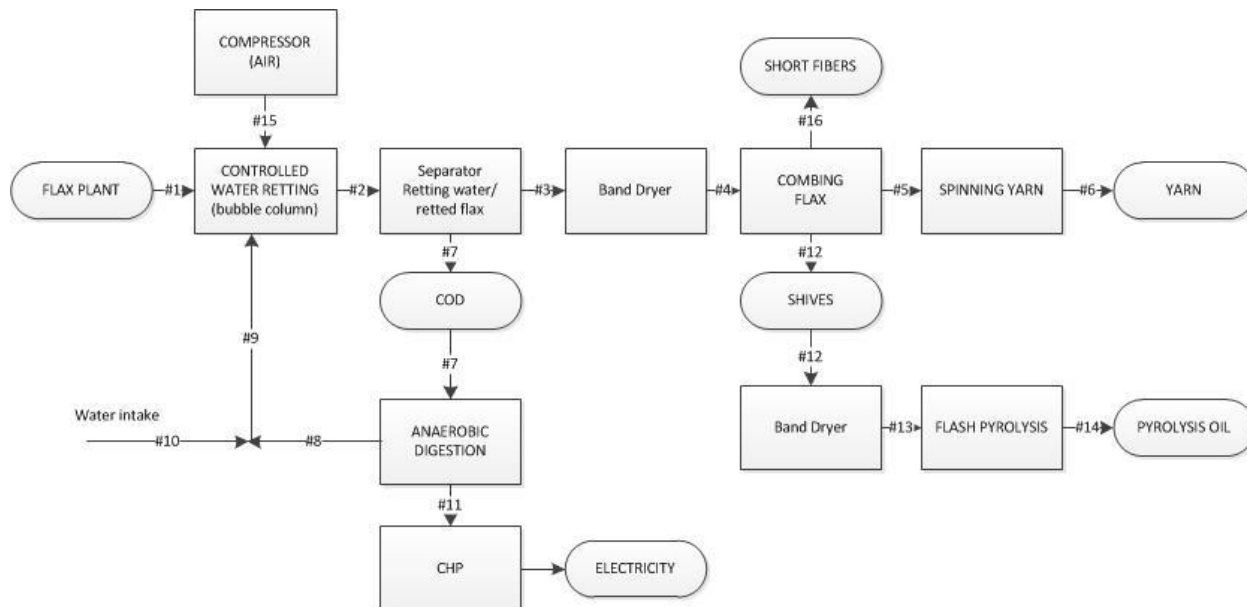 COMPRESSOR
(AIR)
SHORT FIBERS
#15
#16
FLAX PLANT
#1
CONTROLLED
WATER RETTING
(bubble column)
#2
Separator
Retting water/
retted flax
#3
Band Dryer
#4
COMBING
FLAX
#5
SPINNING YARN
#6
YARN
#7
#12
COD
SHIVES
#9
#7
#12
Water intake
#10
#8
ANAEROBIC
DIGESTION
Band Dryer
#13
FLASH PYROLYSIS
#14
PYROLYSIS OIL
#11
CHP
ELECTRICITY